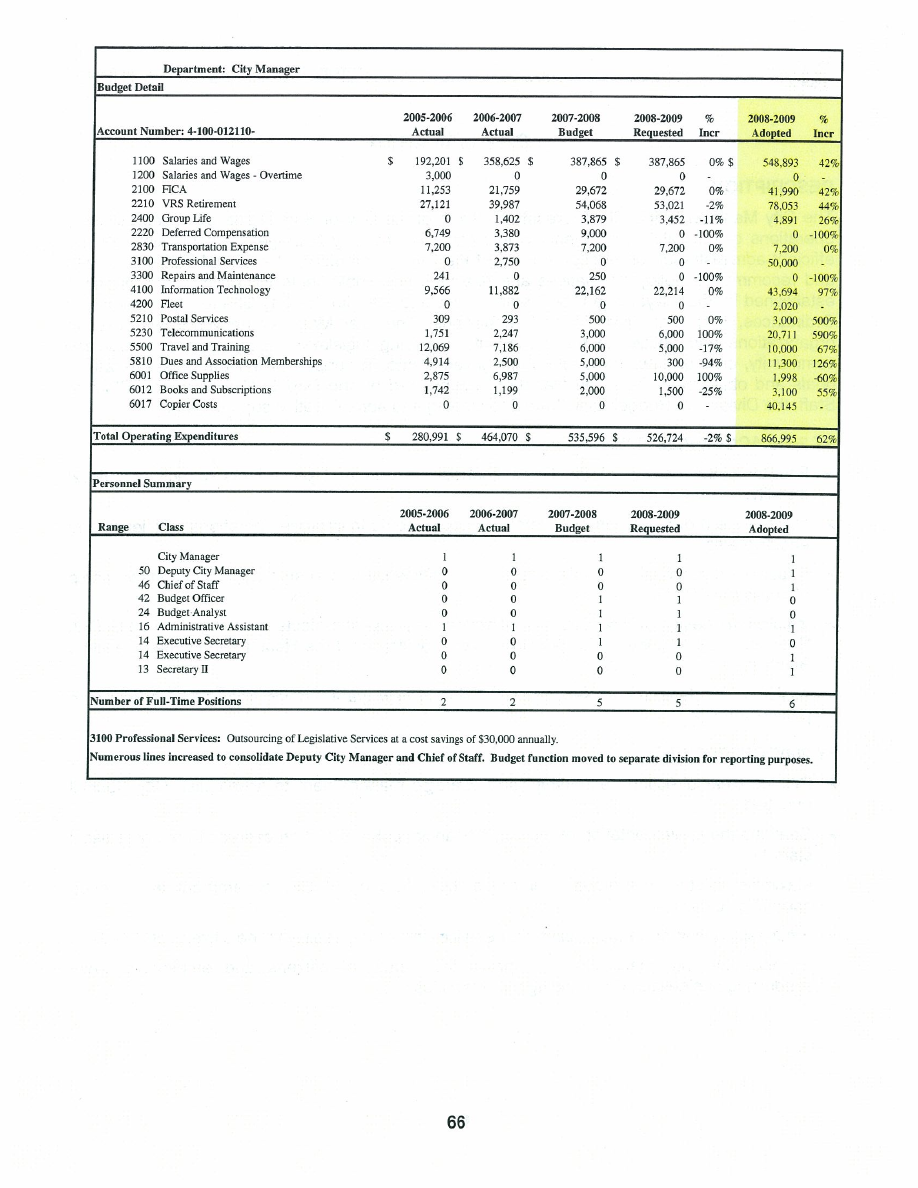 Department: City Manager
Budget Detail
2005-2006 2006-2007 2007-2008 2008-2009 % 2008-2009 %
Account Number: 4-100-012110- Actual Actual Budget Requested Incr Adopted Incr
1100 Salaries and Wages $ 192,201 $ 358,625 $ 387,865 $ 387,865 0% $ 548,893 42%
1200 Salaries and Wages - Overtime 3,000 0 0 0 - 0 -
2100 FICA 11,253 21,759 29,672 29,672 0% 41,990 42%
2210 VRS Retirement 27,121 39,987 54,068 53,021 -2% 78,053 44%
2400 Group Life 0 1,402 3,879 3,452 -11% 4,891 26%
2220 Deferred Compensation 6,749 3,380 9,000 0 -100% 0 -100%
2830 Transportation Expense 7,200 3,873 7,200 7,200 0% 7,200 0%
3100 Professional Services 0 2,750 0 0 - 50,000 -
3300 Repairs and Maintenance 241 0 250 0 -100% 0 -100%
4100 Information Technology 9,566 11,882 22,162 22,214 0% 43,694 97%
4200 Fleet 0 0 0 0 - 2,020 -
5210 Postal Services 309 293 500 500 0% 3,000 500%
5230 Telecommunications 1,751 2,247 3,000 6,000 100% 20,711 590%
5500 Travel and Training 12,069 7,186 6,000 5,000 -17% 10,000 67%
5810 Dues and Association Memberships 4,914 2,500 5,000 300 -94% 11,300 126%
6001 Office Supplies 2,875 6,987 5,000 10,000 100% 1,998 -60%
6012 Books and Subscriptions 1,742 1,199 2,000 1,500 -25% 3,100 55%
6017 Copier Costs 0 0 0 0 - 40,145 -
Total Operating Expenditures $ 280,991 $ 464,070 $ 535,596 $ 526,724 -2% $ 866,995 62%
Personnel Summary
2005-2006 2006-2007 2007-2008 2008-2009 2008-2009
Range Class Actual Actual Budget Requested Adopted
City Manager 1 1 1 1 1
50 Deputy City Manager 0 0 0 0 1
46 Chief of Staff 0 0 0 0 1
42 Budget Officer 0 0 1 1 0
24 Budget Analyst 0 0 1 1 0
16 Administrative Assistant 1 1 1 1 1
14 Executive Secretary 0 0 1 1 0
14 Executive Secretary 0 0 0 0 1
13 Secretary II 0 0 0 0 1
Number of Full-Time Positions 2 2 5 5 6
3100 Professional Services: Outsourcing of Legislative Services at a cost savings of $30,000 annually.
Numerous lines increased to consolidate Deputy City Manager and Chief of Staff. Budget function moved to separate division for reporting purposes.
66